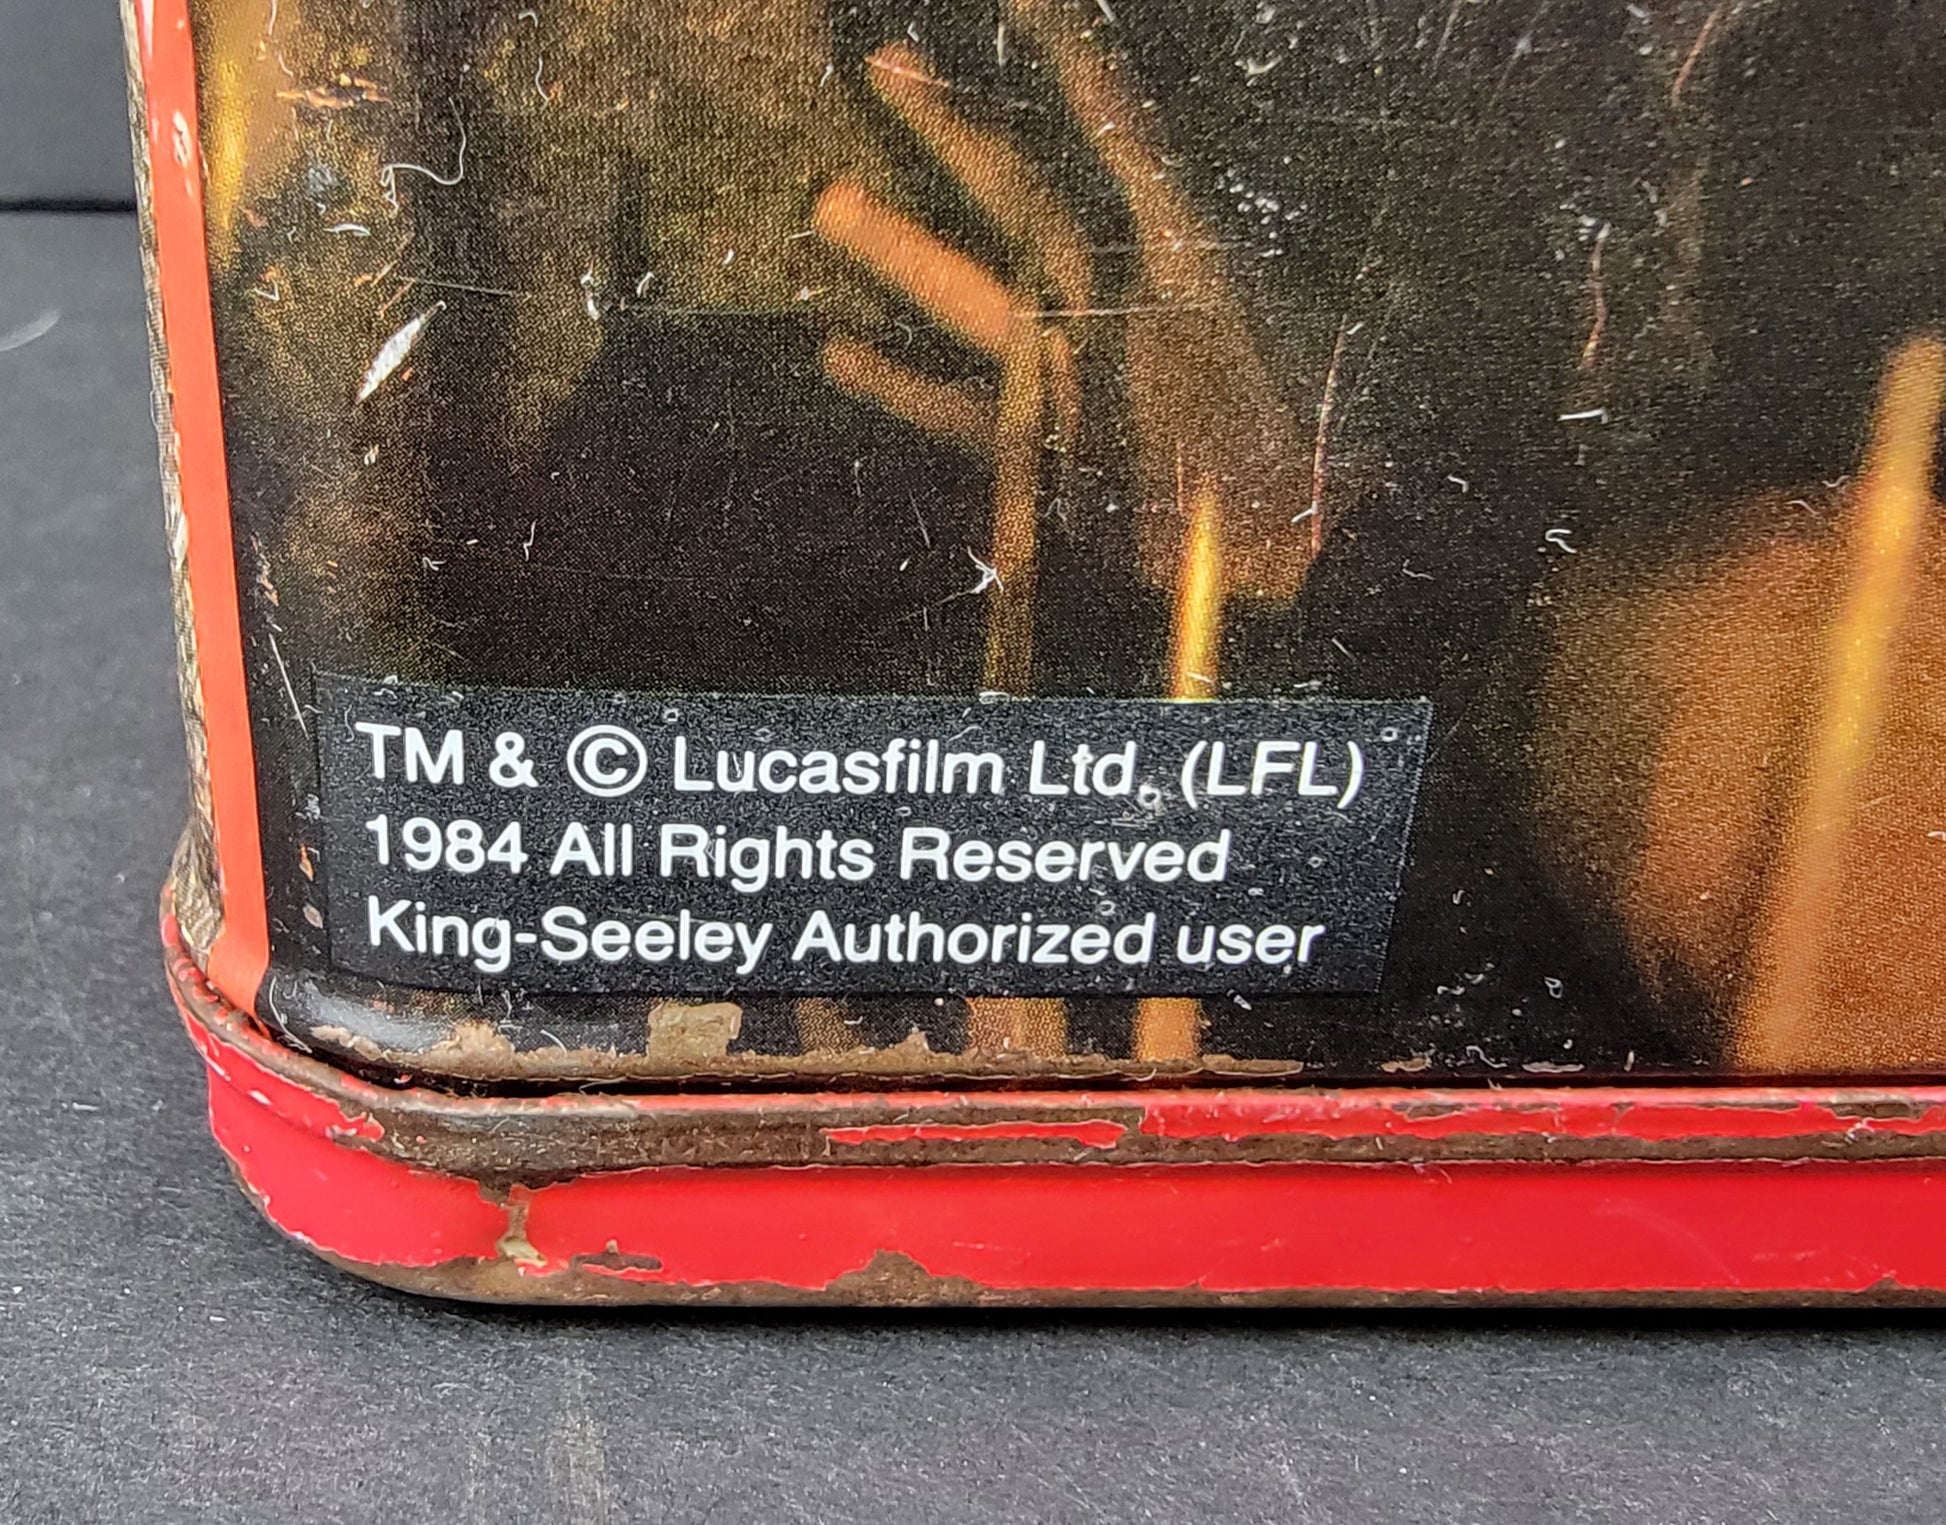 TM & © Lucasfilm Ltd. (LFL)
1984 All Rights Reserved
King-Seeley Authorized user